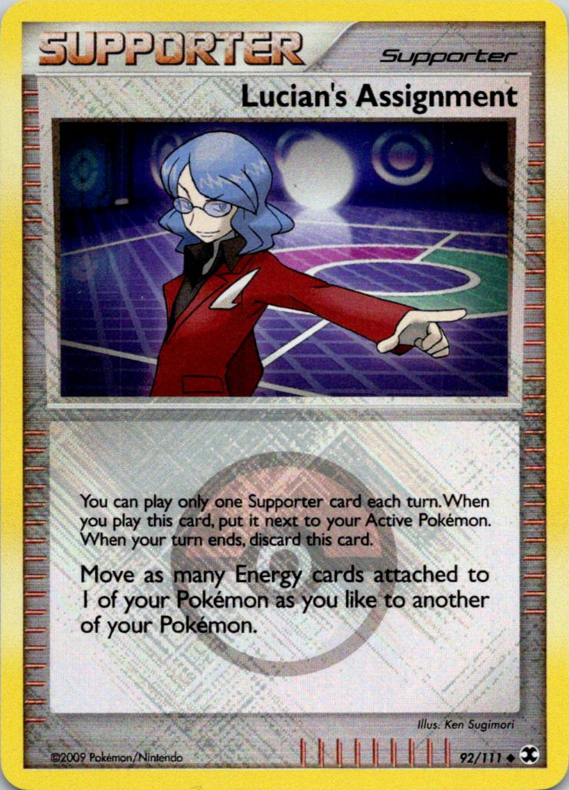 SUPPORTER
Supporter
Lucian's Assignment
You can play only one Supporter card each turn. When
you play this card, put it next to your Active Pokémon.
When your turn ends, discard this card.
Move as many Energy cards attached to
1 of your Pokémon as you like to another
of your Pokémon.
Illus. Ken Sugimori
©2009 Pokémon/Nintendo
92/111